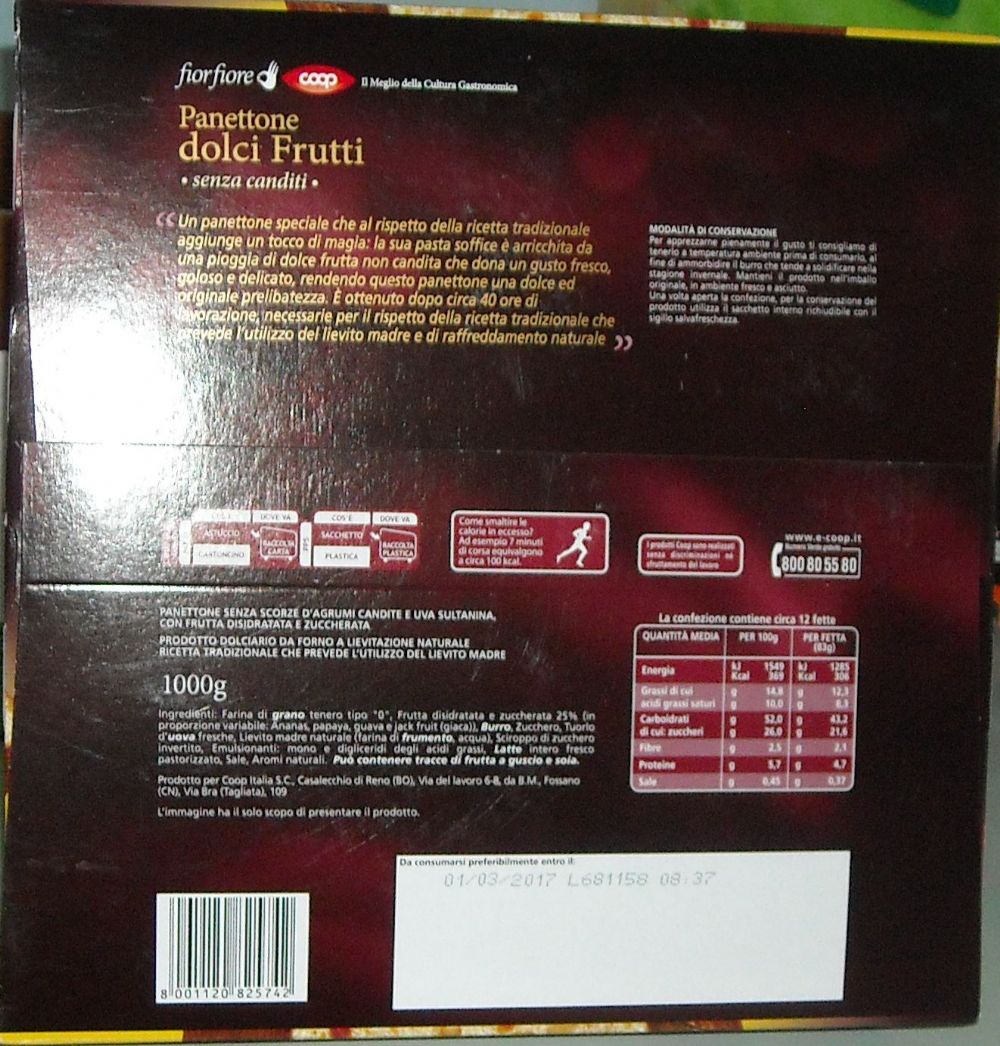 fiorfiore coop Il Meglio della Cultura Gastronomica
Panettone
dolci Frutti
• senza canditi •
“ Un panettone speciale che al rispetto della ricetta tradizionale
aggiunge un tocco di magia: la sua pasta soffice è arricchita da
una pioggia di dolce frutta non candita che dona un gusto fresco,
goloso e delicato, rendendo questo panettone una dolce ed
originale prelibatezza. È ottenuto dopo circa 40 ore di
lavorazione, necessarie per il rispetto della ricetta tradizionale che
prevede l'utilizzo del lievito madre e di raffreddamento naturale ”
MODALITÀ DI CONSERVAZIONE
Per apprezzarne pienamente il gusto ti consigliamo di
tenerlo a temperatura ambiente prima di consumarlo, al
fine di ammorbidire il burro che tende a solidificare nella
stagione invernale. Mantieni il prodotto nell'imballo
originale, in ambiente fresco e asciutto.
Una volta aperta la confezione, per la conservazione del
prodotto utilizza il sacchetto interno richiudibile con il
sigillo salvafreschezza.
COS'È DOVE VA COS'È DOVE VA
ASTUCCIO RACCOLTA CARTA PP5 SACCHETTO RACCOLTA PLASTICA
CARTONCINO PLASTICA
Come smaltire le
calorie in eccesso?
Ad esempio 7 minuti
di corsa equivalgono
a circa 100 kcal.
I prodotti Coop sono realizzati
senza discriminazioni né
sfruttamento del lavoro
www.e-coop.it
Numero Verde gratuito
800 80 55 80
PANETTONE SENZA SCORZE D'AGRUMI CANDITE E UVA SULTANINA,
CON FRUTTA DISIDRATATA E ZUCCHERATA
PRODOTTO DOLCIARIO DA FORNO A LIEVITAZIONE NATURALE
RICETTA TRADIZIONALE CHE PREVEDE L'UTILIZZO DEL LIEVITO MADRE
1000g
Ingredienti: Farina di grano tenero tipo "0", Frutta disidratata e zuccherata 25% (in
proporzione variabile: Ananas, papaya, guava e jack fruit (giaca)), Burro, Zucchero, Tuorlo
d'uova fresche, Lievito madre naturale (farina di frumento, acqua), Sciroppo di zucchero
invertito, Emulsionanti: mono e digliceridi degli acidi grassi, Latte intero fresco
pastorizzato, Sale, Aromi naturali. Può contenere tracce di frutta a guscio e soia.
Prodotto per Coop Italia S.C., Casalecchio di Reno (BO), Via del lavoro 6-8, da B.M., Fossano
(CN), Via Bra (Tagliata), 109
L'immagine ha il solo scopo di presentare il prodotto.
La confezione contiene circa 12 fette
QUANTITÀ MEDIA PER 100g PER FETTA
(83g)
Energia kJ 1549 kJ 1285
Kcal 369 Kcal 306
Grassi di cui g 14,8 g 12,3
acidi grassi saturi g 10,0 g 8,3
Carboidrati g 52,0 g 43,2
di cui: zuccheri g 26,0 g 21,6
Fibre g 2,5 g 2,1
Proteine g 5,7 g 4,7
Sale g 0,45 g 0,37
Da consumarsi preferibilmente entro il:
01/03/2017 L681158 08:37
8 001120 825742